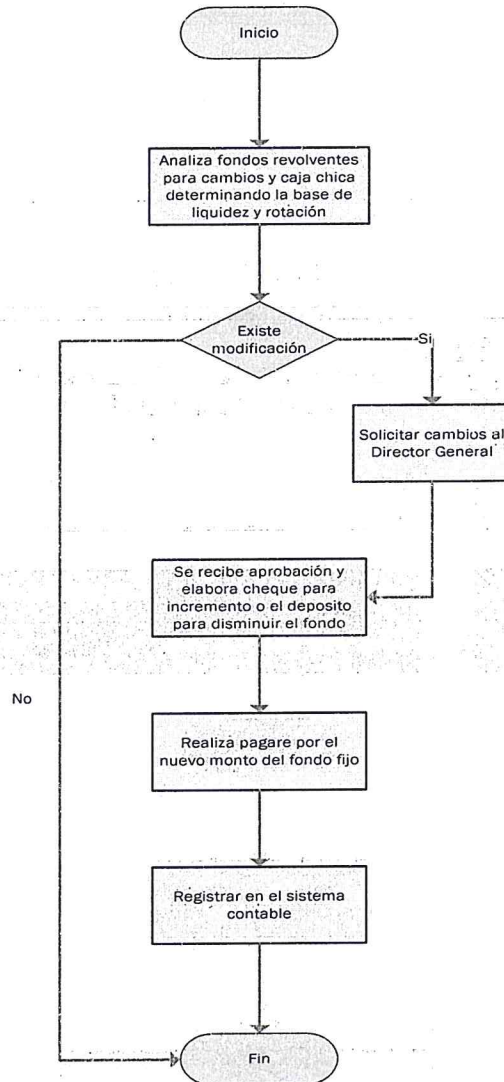 Inicio
Analiza fondos revolventes
para cambios y caja chica
determinando la base de
liquidez y rotación
Existe
modificación
Si
Solicitar cambios al
Director General
Se recibe aprobación y
elabora cheque para
incremento o el deposito
para disminuir el fondo
No
Realiza pagare por el
nuevo monto del fondo fijo
Registrar en el sistema
contable
Fin